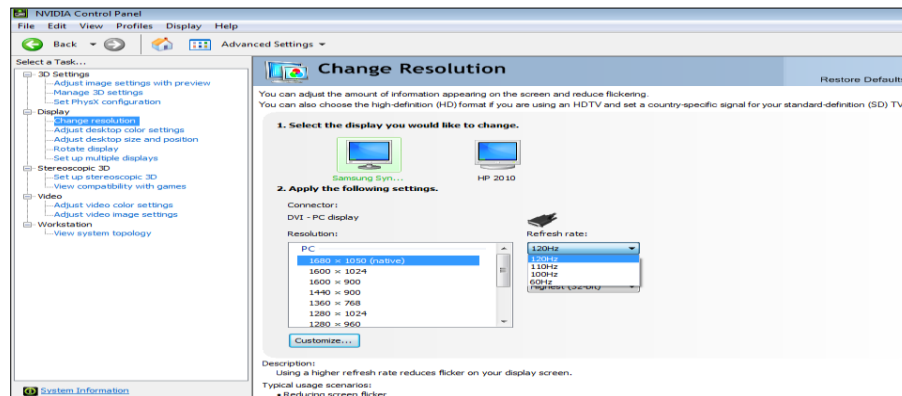 NVIDIA Control Panel
File Edit View Profiles Display Help
Back Advanced Settings
Select a Task...
3D Settings
Adjust image settings with preview
Manage 3D settings
Set PhysX configuration
Display
Change resolution
Adjust desktop color settings
Adjust desktop size and position
Rotate display
Set up multiple displays
Stereoscopic 3D
Set up stereoscopic 3D
View compatibility with games
Video
Adjust video color settings
Adjust video image settings
Workstation
View system topology
System Information
Change Resolution
Restore Defaults
You can adjust the amount of information appearing on the screen and reduce flickering.
You can also choose the high-definition (HD) format if you are using an HDTV and set a country-specific signal for your standard-definition (SD) TV
1. Select the display you would like to change.
Samsung Syn... HP 2010
2. Apply the following settings.
Connector:
DVI - PC display
Resolution:
PC
1680 × 1050 (native)
1600 × 1024
1600 × 900
1440 × 900
1360 × 768
1280 × 1024
1280 × 960
Refresh rate:
120Hz
120Hz
110Hz
100Hz
60Hz
Highest (32-bit)
Customize...
Description:
Using a higher refresh rate reduces flicker on your display screen.
Typical usage scenarios:
• Reducing screen flicker